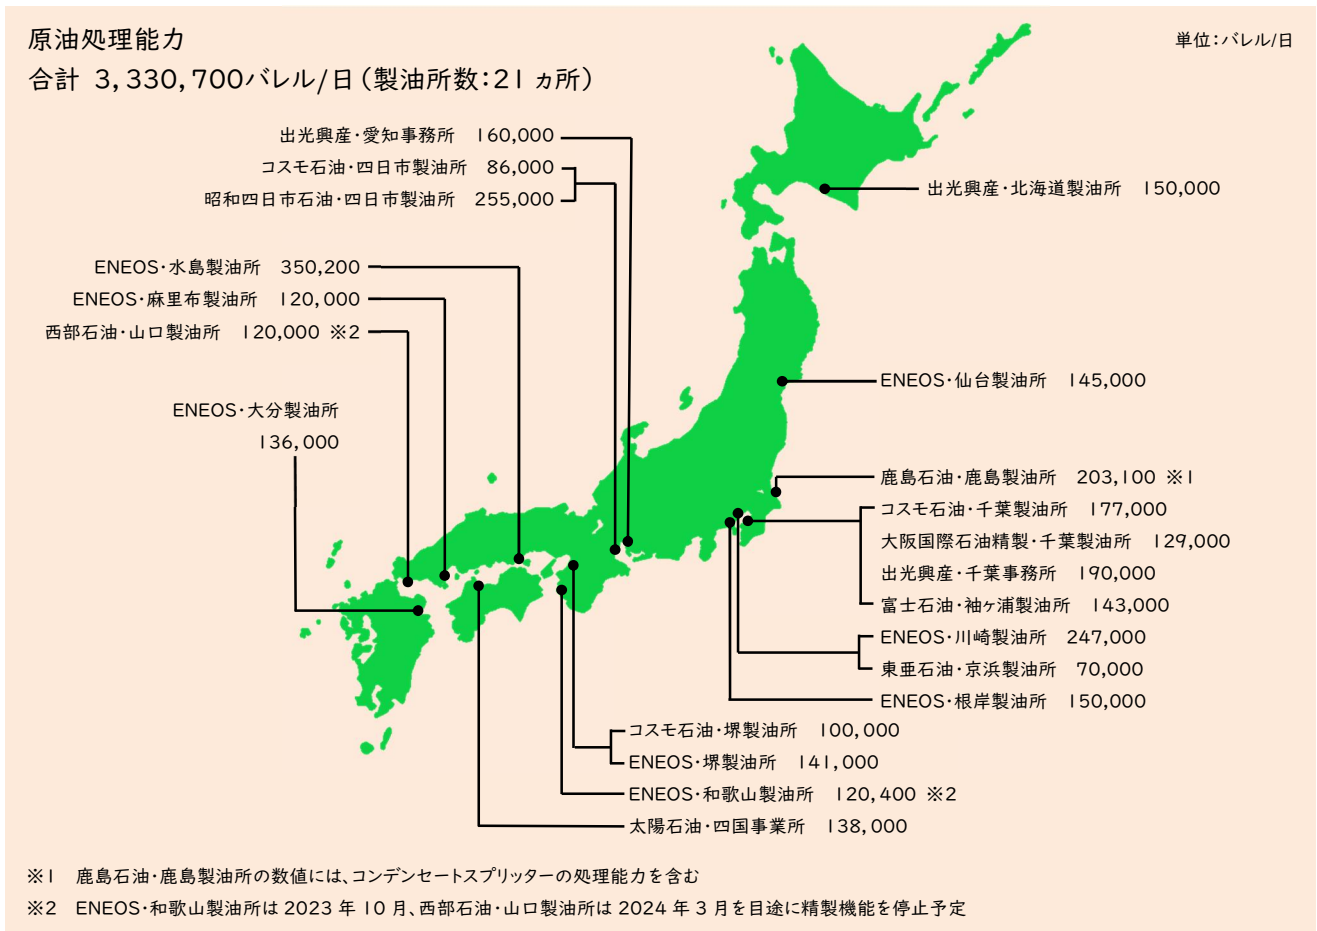 原油処理能力
合計 3,330,700バレル/日（製油所数：21ヵ所）
単位：バレル/日
出光興産・愛知事務所 160,000
コスモ石油・四日市製油所 86,000
昭和四日市石油・四日市製油所 255,000
出光興産・北海道製油所 150,000
ENEOS・水島製油所 350,200
ENEOS・麻里布製油所 120,000
西部石油・山口製油所 120,000 ※2
ENEOS・大分製油所
136,000
ENEOS・仙台製油所 145,000
鹿島石油・鹿島製油所 203,100 ※1
コスモ石油・千葉製油所 177,000
大阪国際石油精製・千葉製油所 129,000
出光興産・千葉事務所 190,000
富士石油・袖ヶ浦製油所 143,000
ENEOS・川崎製油所 247,000
東亜石油・京浜製油所 70,000
ENEOS・根岸製油所 150,000
コスモ石油・堺製油所 100,000
ENEOS・堺製油所 141,000
ENEOS・和歌山製油所 120,400 ※2
太陽石油・四国事業所 138,000
※1 鹿島石油・鹿島製油所の数値には、コンデンセートスプリッターの処理能力を含む
※2 ENEOS・和歌山製油所は 2023 年 10 月、西部石油・山口製油所は 2024 年 3 月を目途に精製機能を停止予定